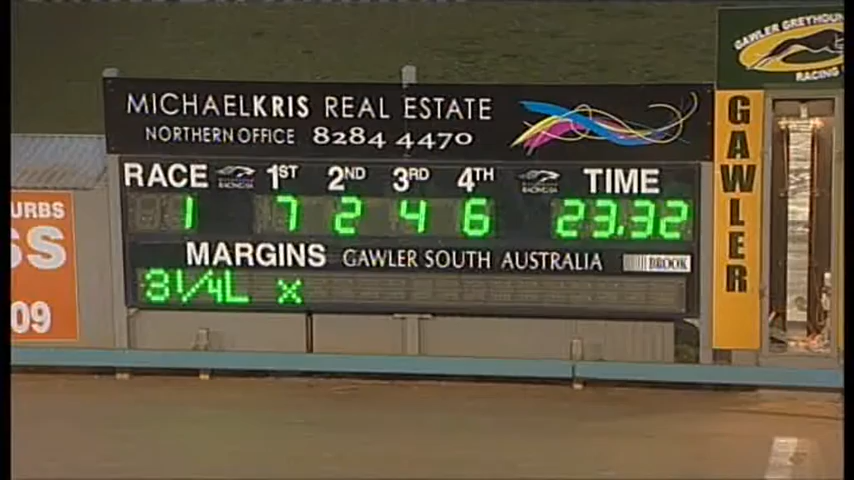 MICHAELKRIS REAL ESTATE
NORTHERN OFFICE 8284 4470
GAWLER GREYHOUND
RACING
RACE 1ST 2ND 3RD 4TH TIME
1 7 2 4 6 23.32
MARGINS GAWLER SOUTH AUSTRALIA BROOK
3 1/4L x
GAWLER
URBS
SS
09